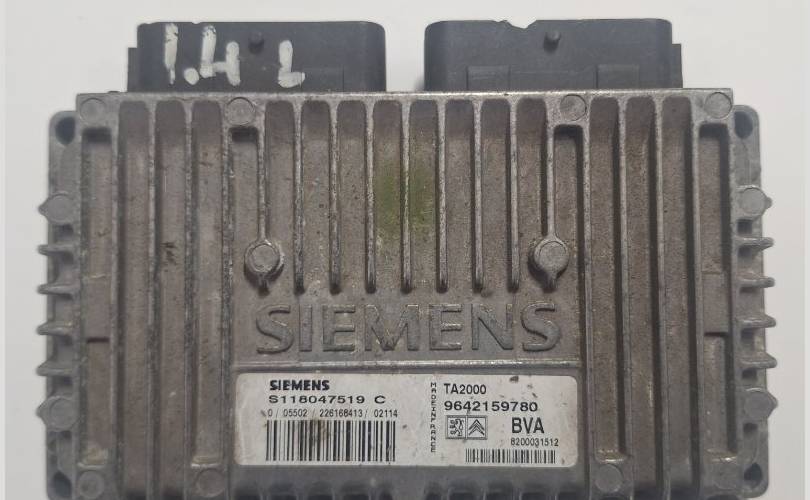 1.4 L
SIEMENS
SIEMENS
S118047519 C
0 / 05502 / 226168413 / 02114
MADE IN FRANCE
TA2000
9642159780
BVA
8200031512